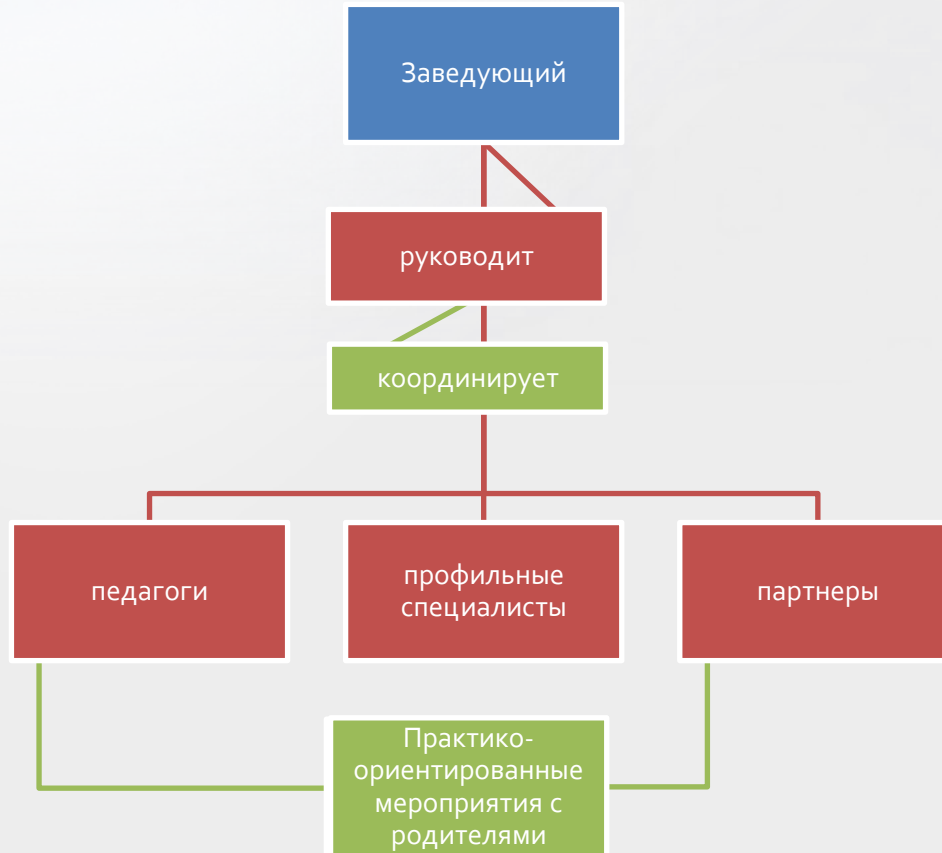 Заведующий
руководит
координирует
педагоги
профильные
специалисты
партнеры
Практико-
ориентированные
мероприятия с
родителями